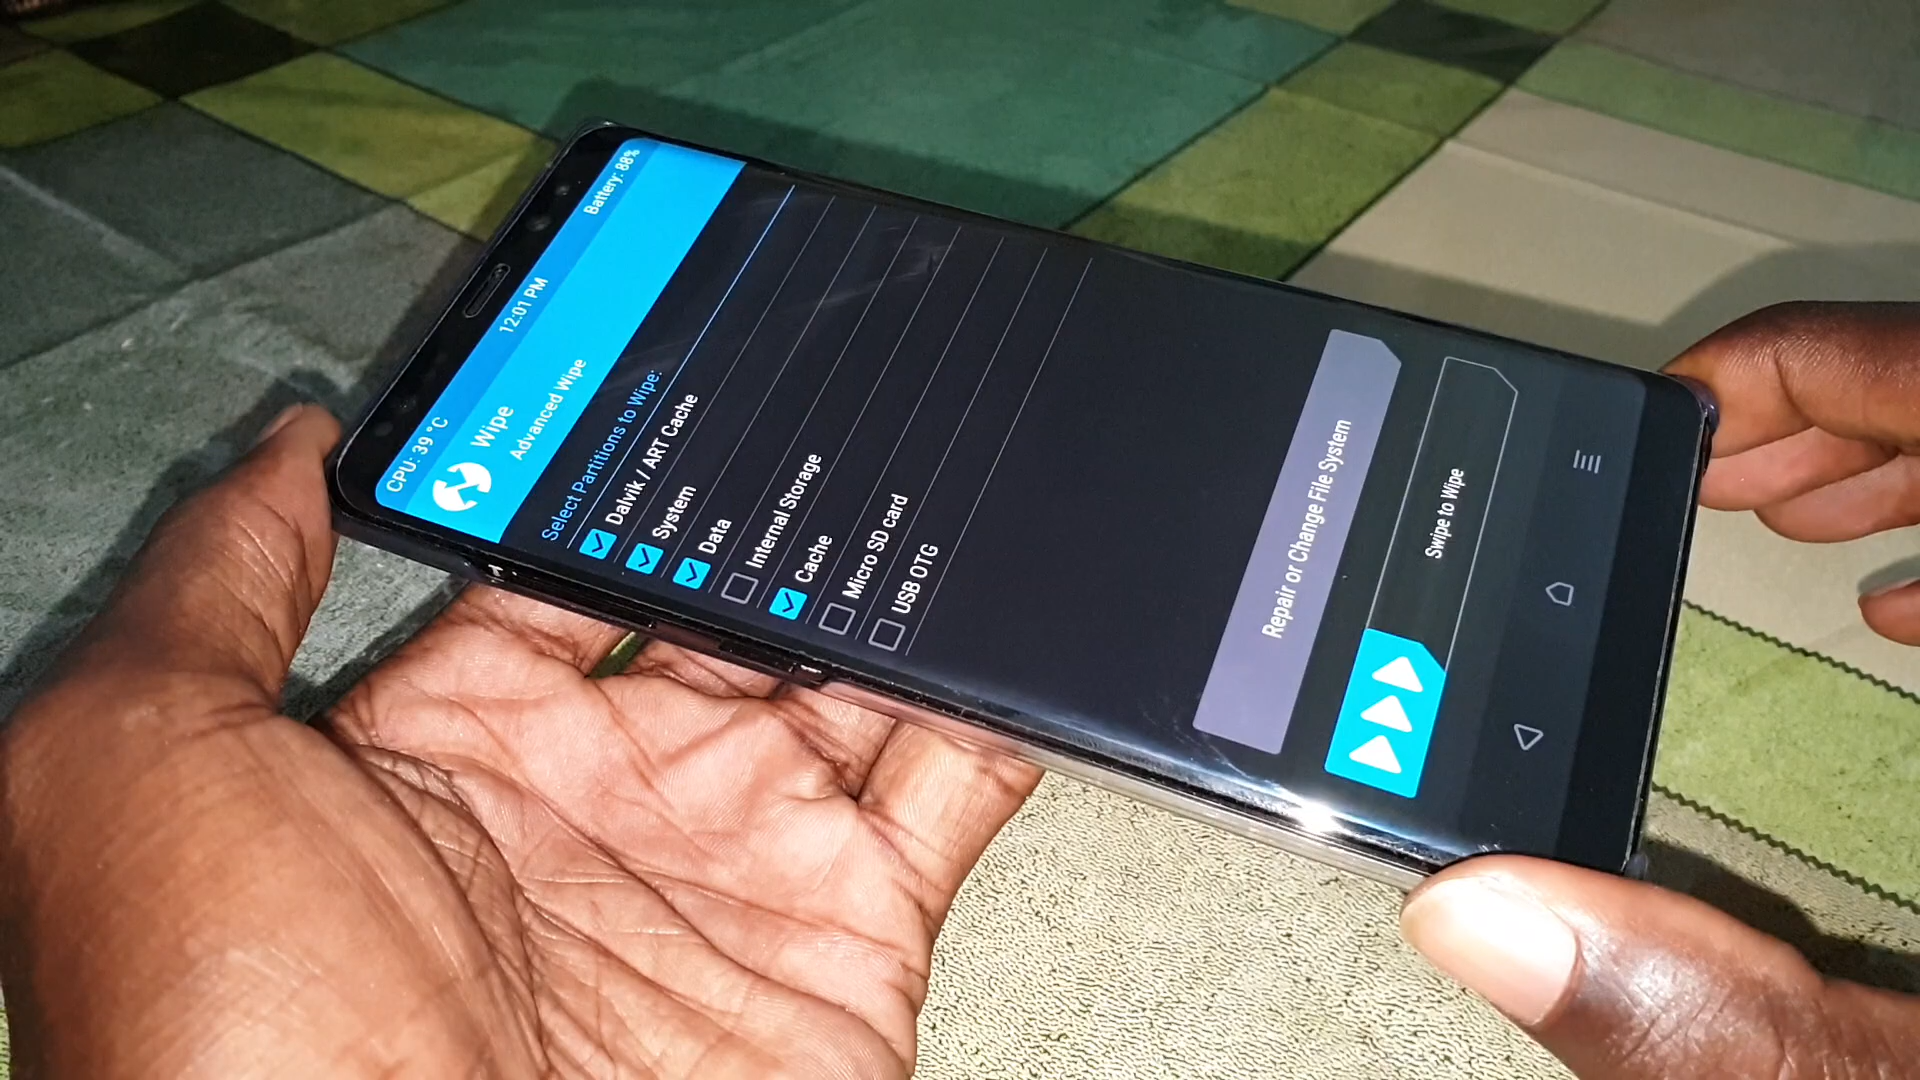 CPU: 39 °C 12:01 PM Battery: 88%
Wipe
Advanced Wipe
Select Partitions to Wipe:
Dalvik / ART Cache
System
Data
Internal Storage
Cache
Micro SD card
USB OTG
Repair or Change File System
Swipe to Wipe